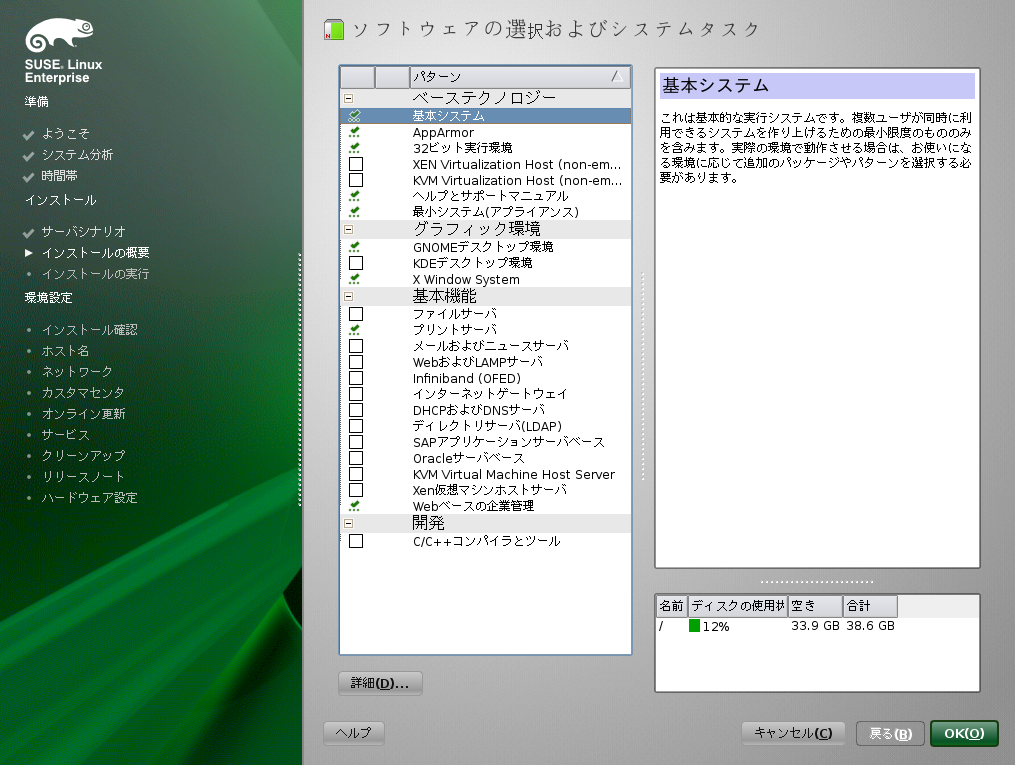 SUSE Linux
Enterprise
準備
ようこそ
システム分析
時間帯
インストール
サーバシナリオ
インストールの概要
インストールの実行
環境設定
インストール確認
ホスト名
ネットワーク
カスタマセンタ
オンライン更新
サービス
クリーンアップ
リリースノート
ハードウェア設定
ソフトウェアの選択およびシステムタスク
パターン
ベーステクノロジー
基本システム
AppArmor
32ビット実行環境
XEN Virtualization Host (non-em...
KVM Virtualization Host (non-em...
ヘルプとサポートマニュアル
最小システム(アプライアンス)
グラフィック環境
GNOMEデスクトップ環境
KDEデスクトップ環境
X Window System
基本機能
ファイルサーバ
プリントサーバ
メールおよびニュースサーバ
WebおよびLAMPサーバ
Infiniband (OFED)
インターネットゲートウェイ
DHCPおよびDNSサーバ
ディレクトリサーバ(LDAP)
SAPアプリケーションサーバベース
Oracleサーバベース
KVM Virtual Machine Host Server
Xen仮想マシンホストサーバ
Webベースの企業管理
開発
C/C++コンパイラとツール
詳細(D)...
基本システム
これは基本的な実行システムです。複数ユーザが同時に利
用できるシステムを作り上げるための最小限度のもののみ
を含みます。実際の環境で動作させる場合は、お使いにな
る環境に応じて追加のパッケージやパターンを選択する必
要があります。
名前 ディスクの使用状 空き 合計
/ 12% 33.9 GB 38.6 GB
ヘルプ キャンセル(C) 戻る(B) OK(O)